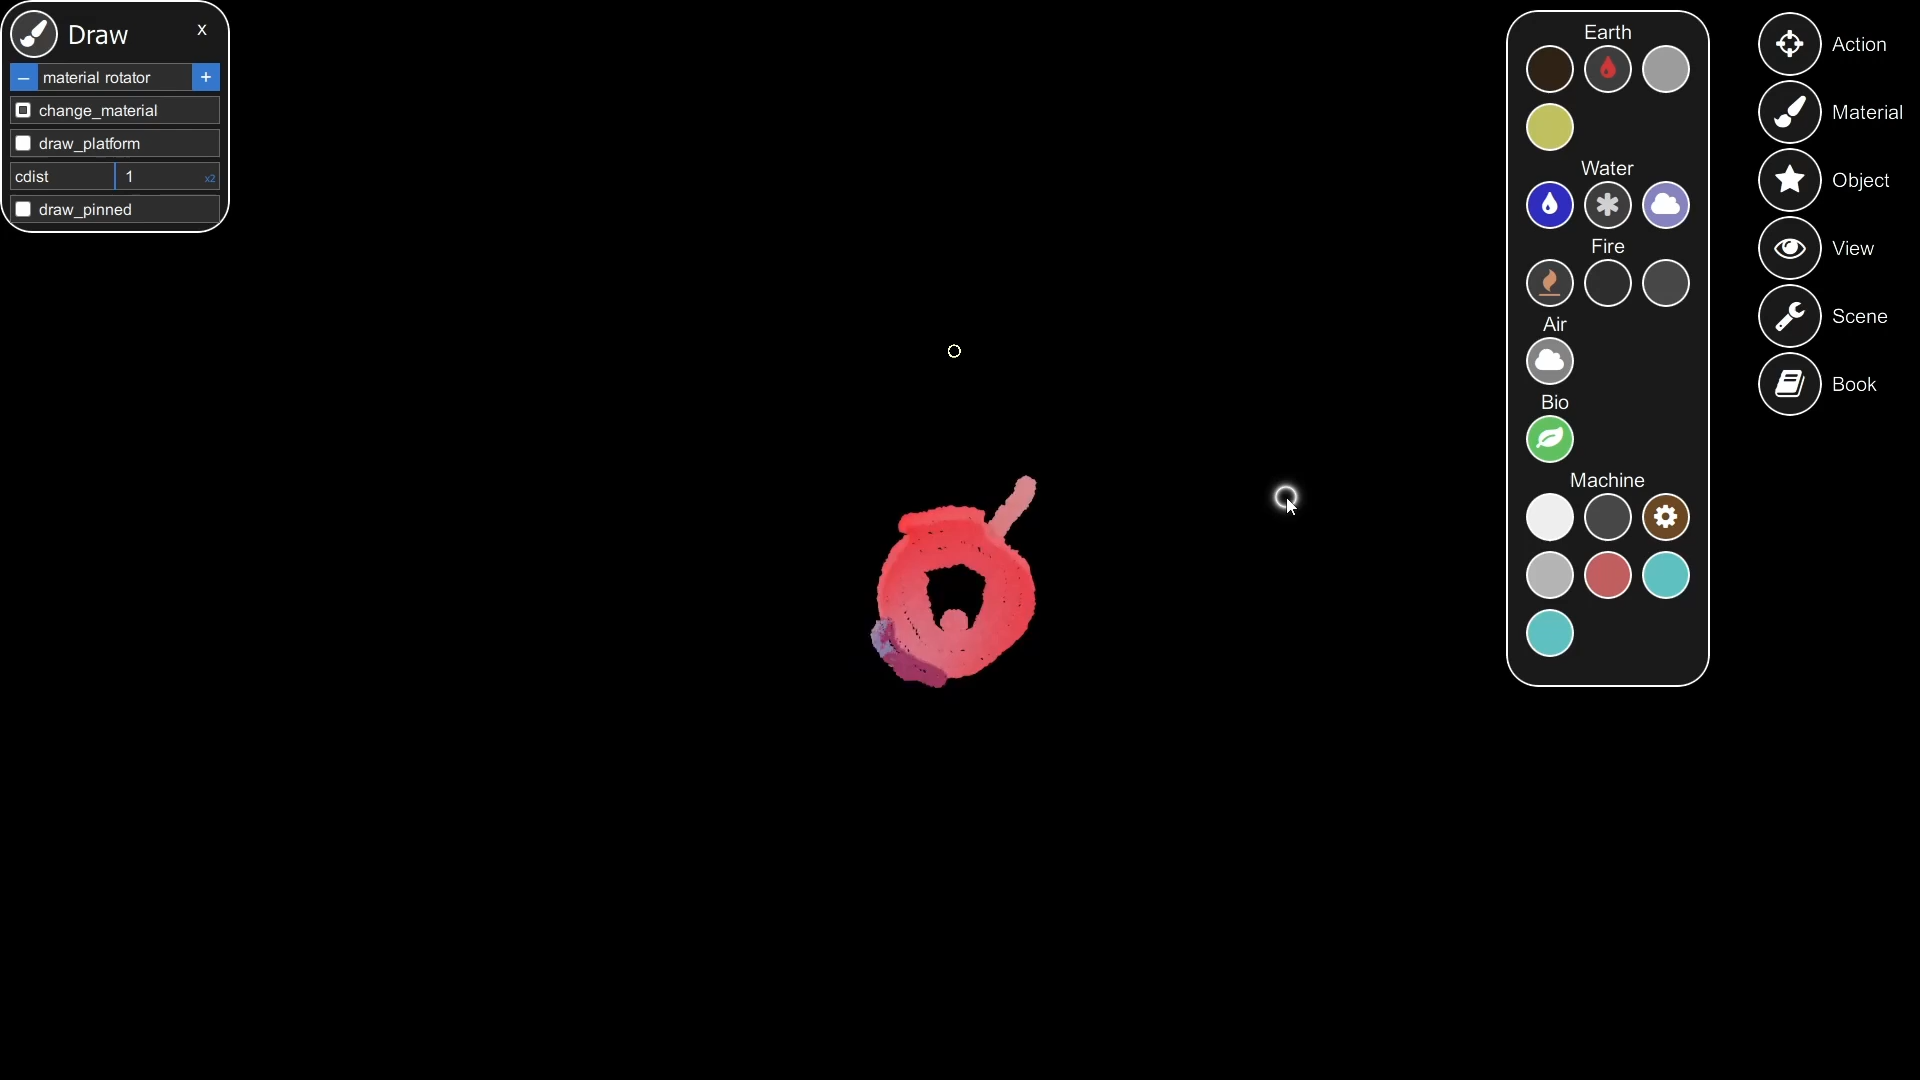 Draw
x
– material rotator +
change_material
draw_platform
cdist 1 x2
draw_pinned
Earth
Water
Fire
Air
Bio
Machine
Action
Material
Object
View
Scene
Book